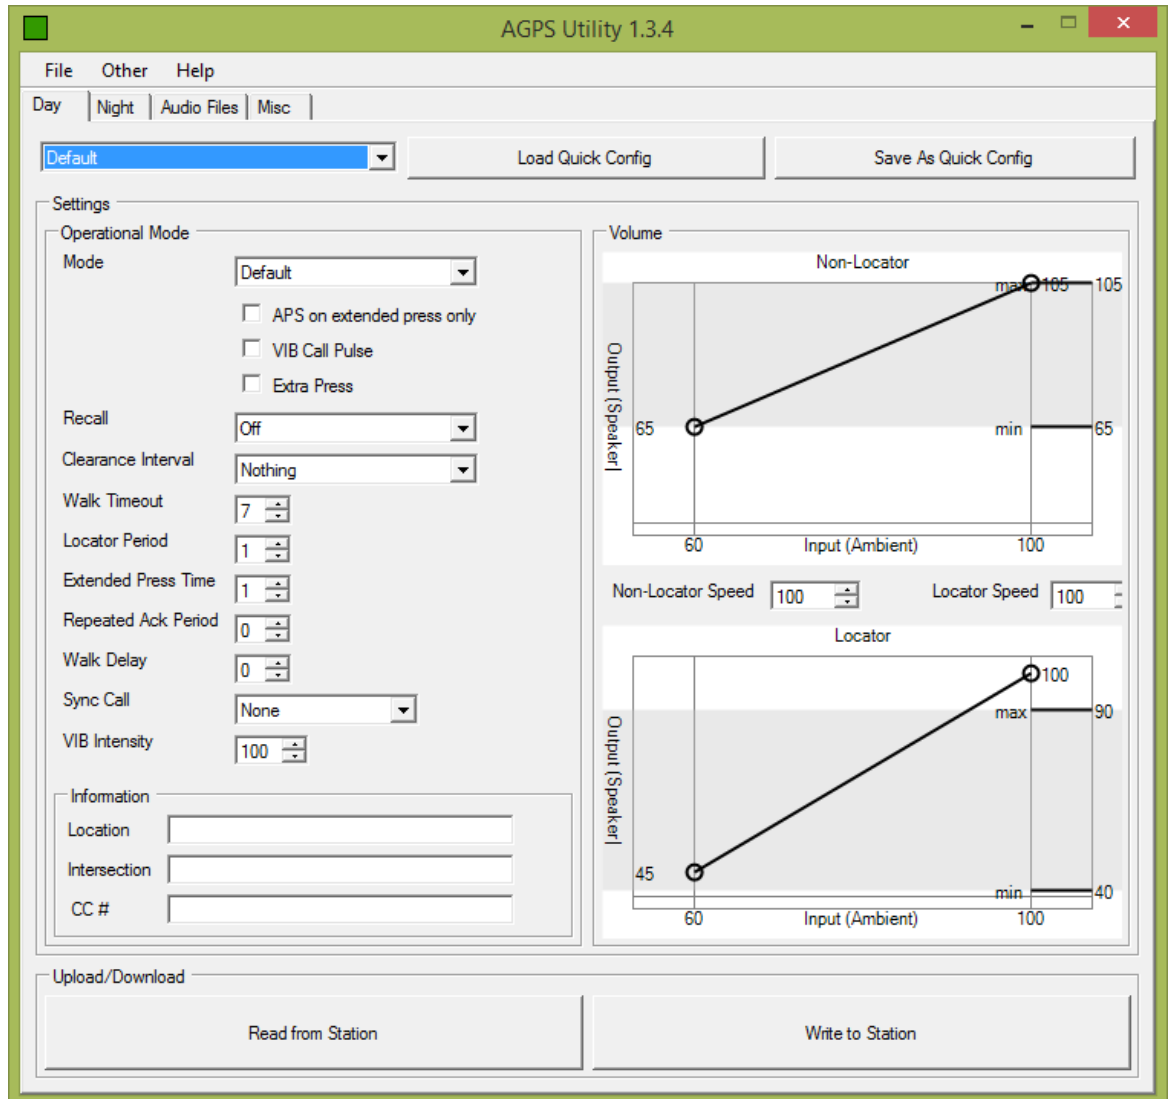 AGPS Utility 1.3.4
File Other Help
Day Night Audio Files Misc
Default Load Quick Config Save As Quick Config
Settings
Operational Mode
Mode Default
APS on extended press only
VIB Call Pulse
Extra Press
Recall Off
Clearance Interval Nothing
Walk Timeout 7
Locator Period 1
Extended Press Time 1
Repeated Ack Period 0
Walk Delay 0
Sync Call None
VIB Intensity 100
Information
Location
Intersection
CC #
Volume
Non-Locator
max 105 105
Output (Speaker)
65 min 65
60 Input (Ambient) 100
Non-Locator Speed 100 Locator Speed 100
Locator
100
max 90
Output (Speaker)
45
min 40
60 Input (Ambient) 100
Upload/Download
Read from Station Write to Station